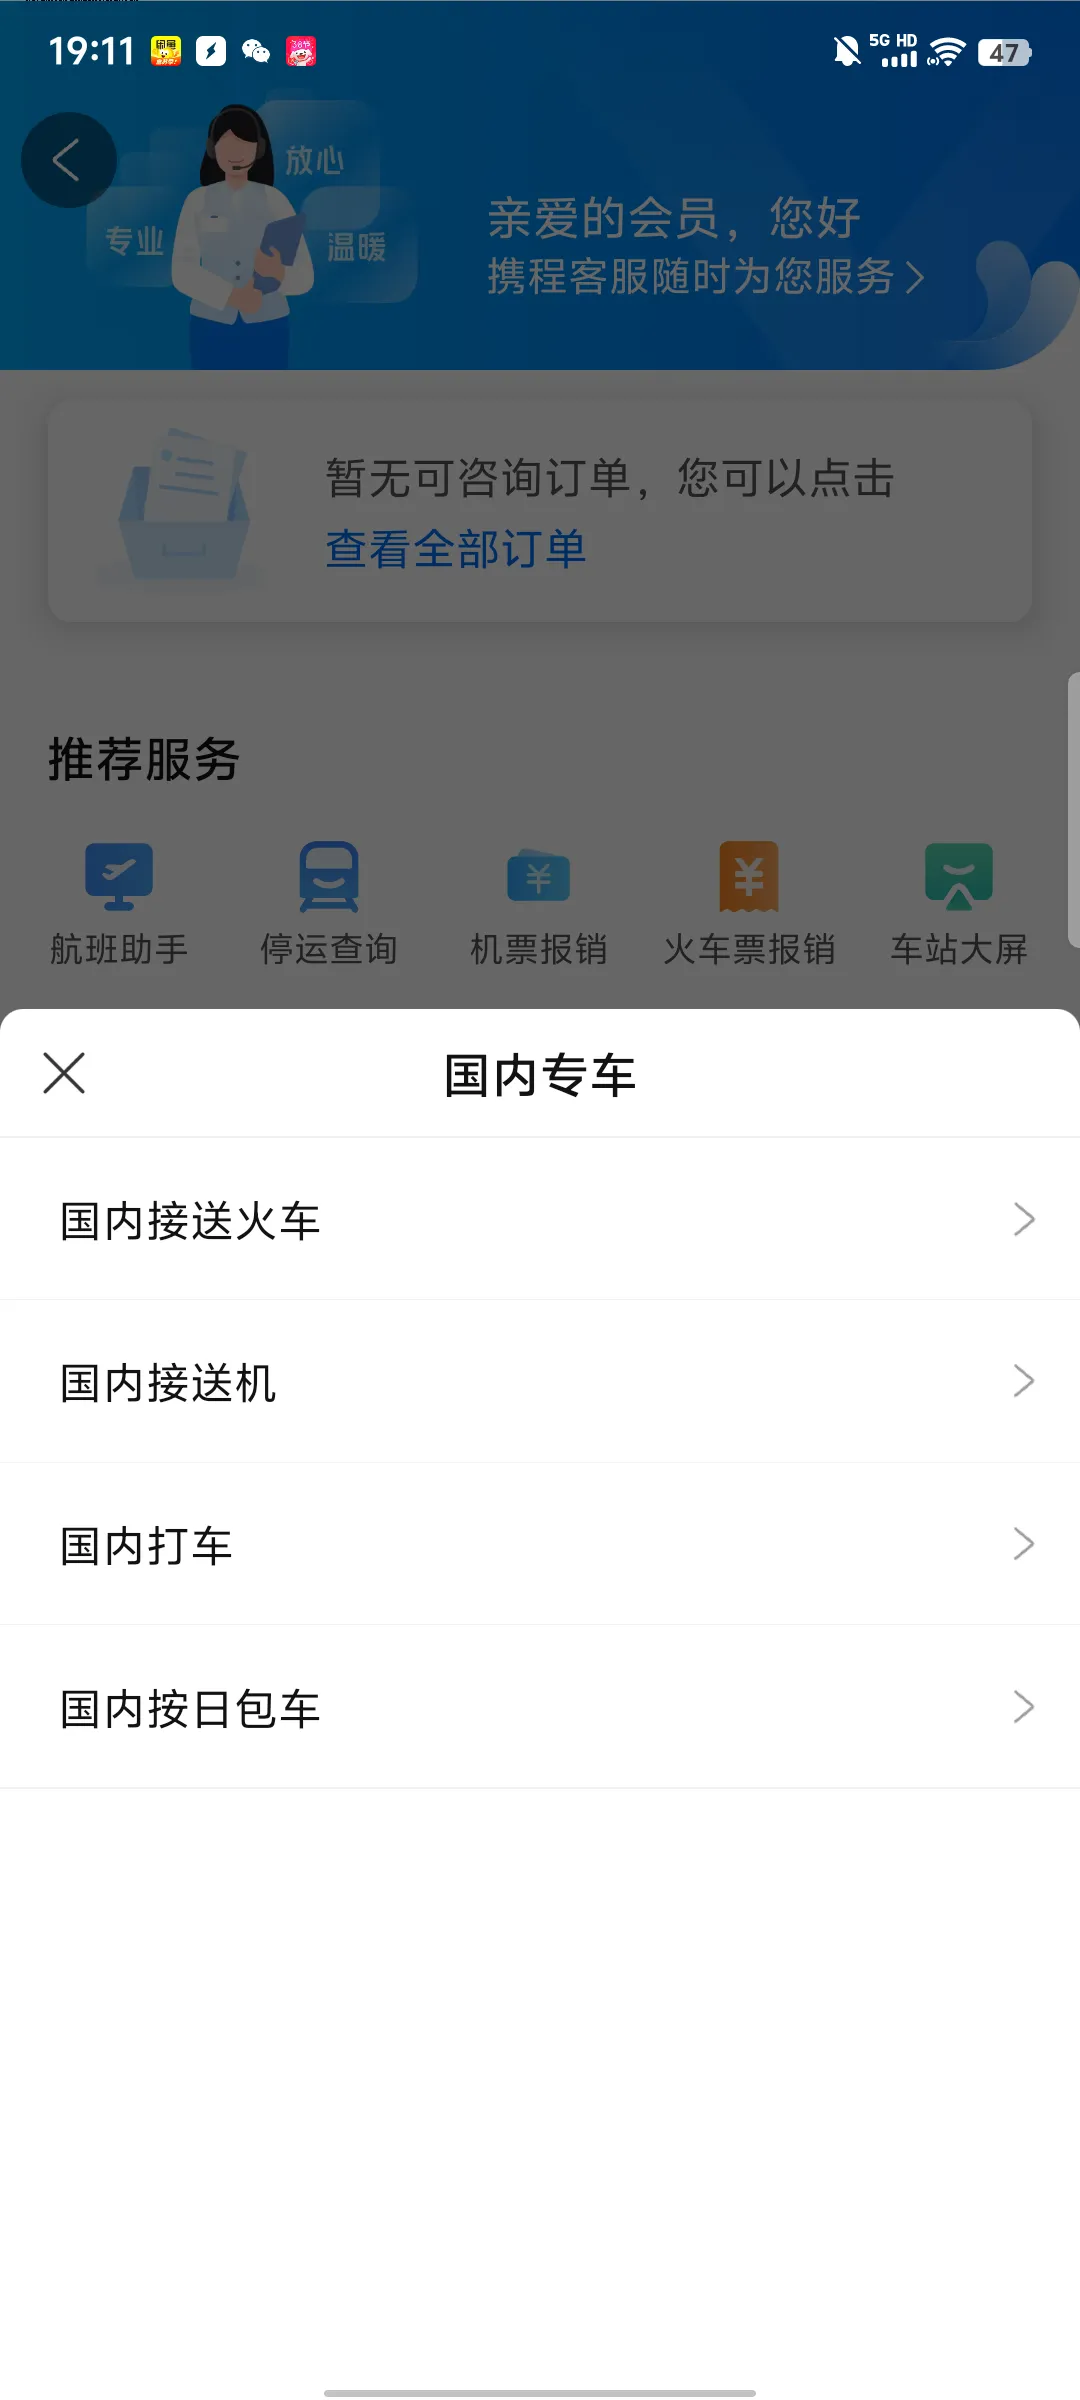 19:11
5G HD
47
放心
专业
温暖
亲爱的会员，您好
携程客服随时为您服务
暂无可咨询订单，您可以点击
查看全部订单
推荐服务
航班助手
停运查询
机票报销
火车票报销
车站大屏
国内专车
国内接送火车
国内接送机
国内打车
国内按日包车